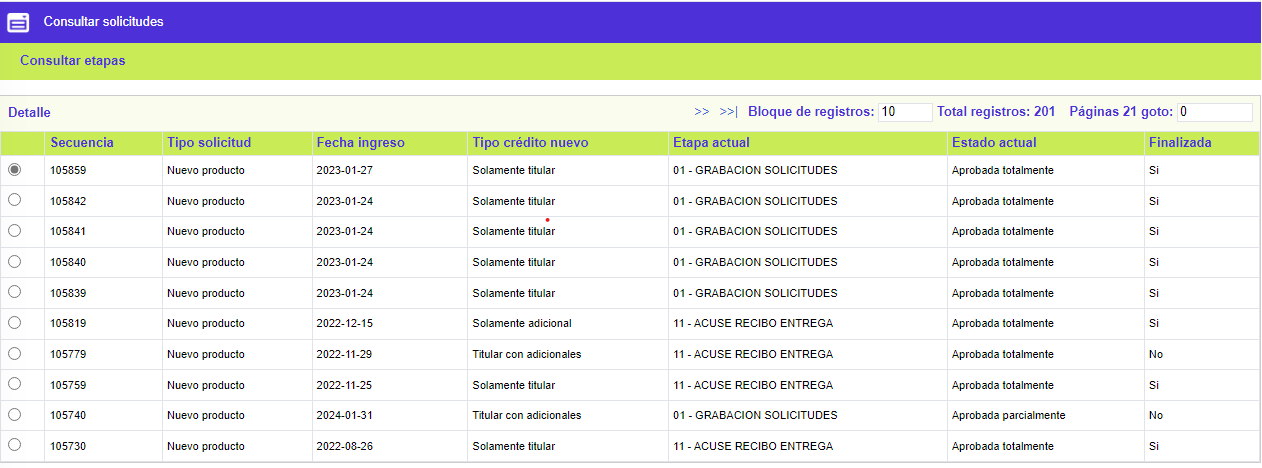 Consultar solicitudes
Consultar etapas
Detalle >> >>| Bloque de registros: 10 Total registros: 201 Páginas 21 goto: 0
Secuencia Tipo solicitud Fecha ingreso Tipo crédito nuevo Etapa actual Estado actual Finalizada
105859 Nuevo producto 2023-01-27 Solamente titular 01 - GRABACION SOLICITUDES Aprobada totalmente Si
105842 Nuevo producto 2023-01-24 Solamente titular 01 - GRABACION SOLICITUDES Aprobada totalmente Si
105841 Nuevo producto 2023-01-24 Solamente titular 01 - GRABACION SOLICITUDES Aprobada totalmente Si
105840 Nuevo producto 2023-01-24 Solamente titular 01 - GRABACION SOLICITUDES Aprobada totalmente Si
105839 Nuevo producto 2023-01-24 Solamente titular 01 - GRABACION SOLICITUDES Aprobada totalmente Si
105819 Nuevo producto 2022-12-15 Solamente adicional 11 - ACUSE RECIBO ENTREGA Aprobada totalmente Si
105779 Nuevo producto 2022-11-29 Titular con adicionales 11 - ACUSE RECIBO ENTREGA Aprobada totalmente No
105759 Nuevo producto 2022-11-25 Solamente titular 11 - ACUSE RECIBO ENTREGA Aprobada totalmente Si
105740 Nuevo producto 2024-01-31 Titular con adicionales 01 - GRABACION SOLICITUDES Aprobada parcialmente No
105730 Nuevo producto 2022-08-26 Solamente titular 11 - ACUSE RECIBO ENTREGA Aprobada totalmente Si